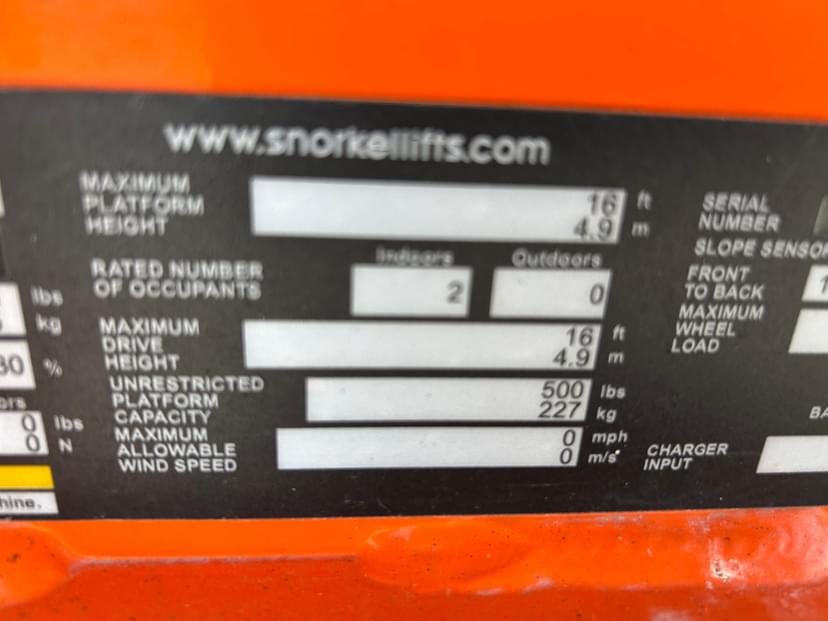 www.snorkellifts.com
MAXIMUM
PLATFORM
HEIGHT
16 ft
4.9 m
SERIAL
NUMBER
SLOPE SENSOR
Indoors Outdoors
RATED NUMBER
OF OCCUPANTS
2 0
FRONT
TO BACK
lbs
kg
MAXIMUM
DRIVE
HEIGHT
16 ft
4.9 m
MAXIMUM
WHEEL
LOAD
%
UNRESTRICTED
PLATFORM
CAPACITY
500 lbs
227 kg
0 lbs
0 N
MAXIMUM
ALLOWABLE
WIND SPEED
0 mph
0 m/s
CHARGER
INPUT